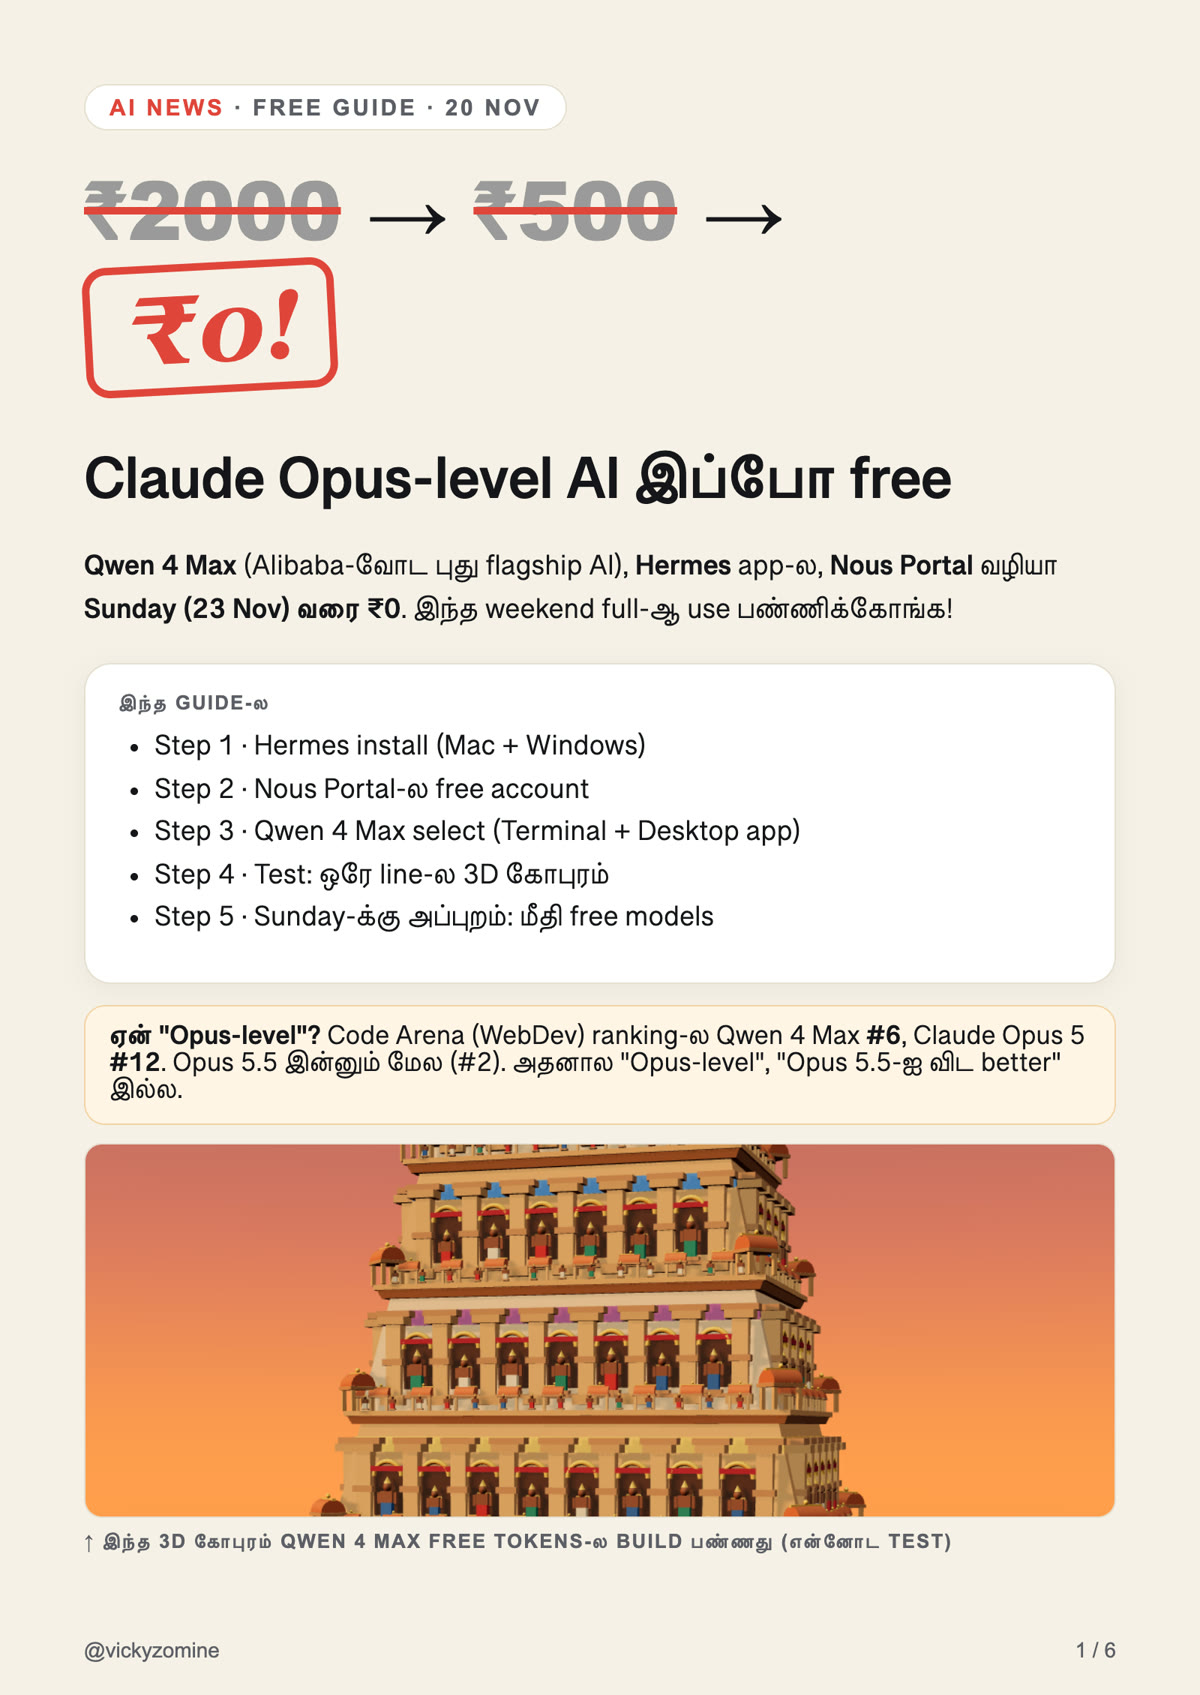 AI NEWS · FREE GUIDE · 20 NOV
₹2000 → ₹500 →
₹0!
Claude Opus-level AI இப்போ free
Qwen 4 Max (Alibaba-வோட புது flagship AI), Hermes app-ல, Nous Portal வழியா
Sunday (23 Nov) வரை ₹0. இந்த weekend full-ஆ use பண்ணிக்கோங்க!
இந்த GUIDE-ல
• Step 1 · Hermes install (Mac + Windows)
• Step 2 · Nous Portal-ல free account
• Step 3 · Qwen 4 Max select (Terminal + Desktop app)
• Step 4 · Test: ஒரே line-ல 3D கோபுரம்
• Step 5 · Sunday-க்கு அப்புறம்: மீதி free models
ஏன் "Opus-level"? Code Arena (WebDev) ranking-ல Qwen 4 Max #6, Claude Opus 5
#12. Opus 5.5 இன்னும் மேல (#2). அதனால "Opus-level", "Opus 5.5-ஐ விட better"
இல்ல.
↑ இந்த 3D கோபுரம் QWEN 4 MAX FREE TOKENS-ல BUILD பண்ணது (என்னோட TEST)
@vickyzomine
1 / 6